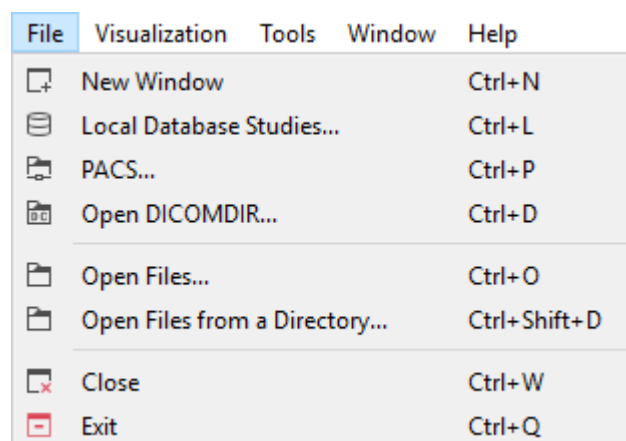 File Visualization Tools Window Help
New Window Ctrl+N
Local Database Studies... Ctrl+L
PACS... Ctrl+P
Open DICOMDIR... Ctrl+D
Open Files... Ctrl+O
Open Files from a Directory... Ctrl+Shift+D
Close Ctrl+W
Exit Ctrl+Q